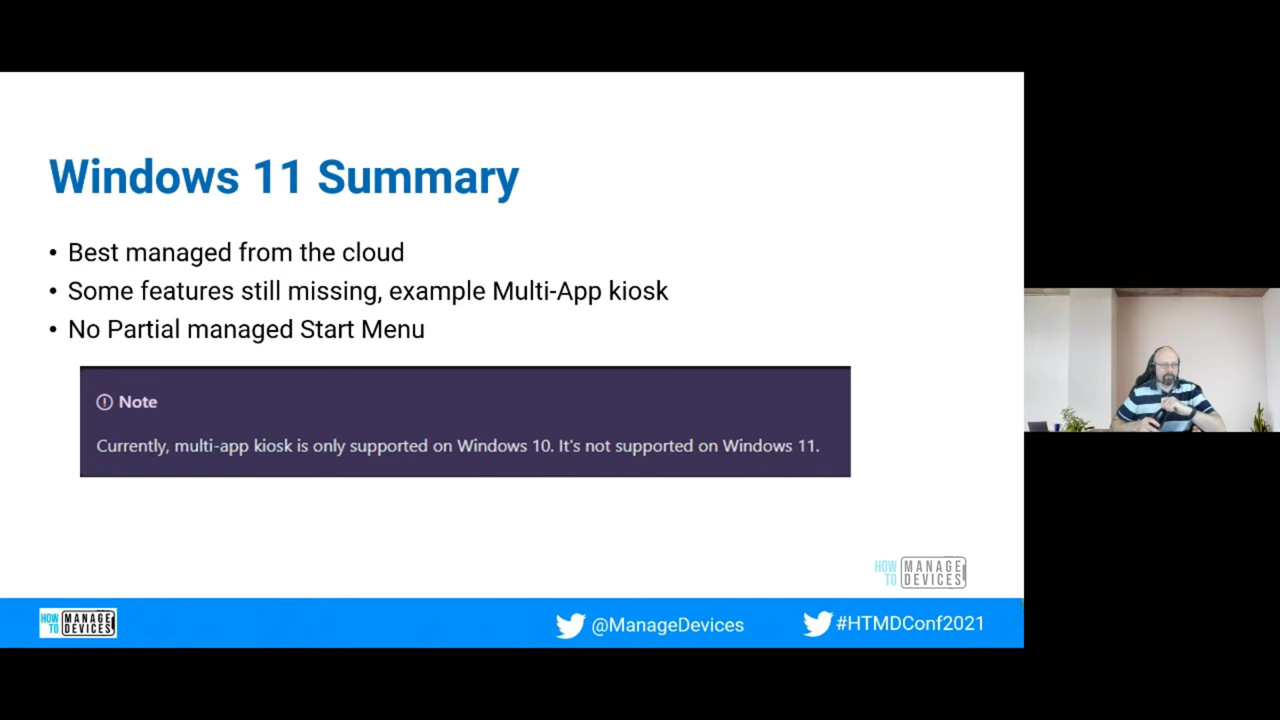 Windows 11 Summary
• Best managed from the cloud
• Some features still missing, example Multi-App kiosk
• No Partial managed Start Menu
Note
Currently, multi-app kiosk is only supported on Windows 10. It's not supported on Windows 11.
HOW TO MANAGE DEVICES
HOW TO MANAGE DEVICES
@ManageDevices
#HTMDConf2021